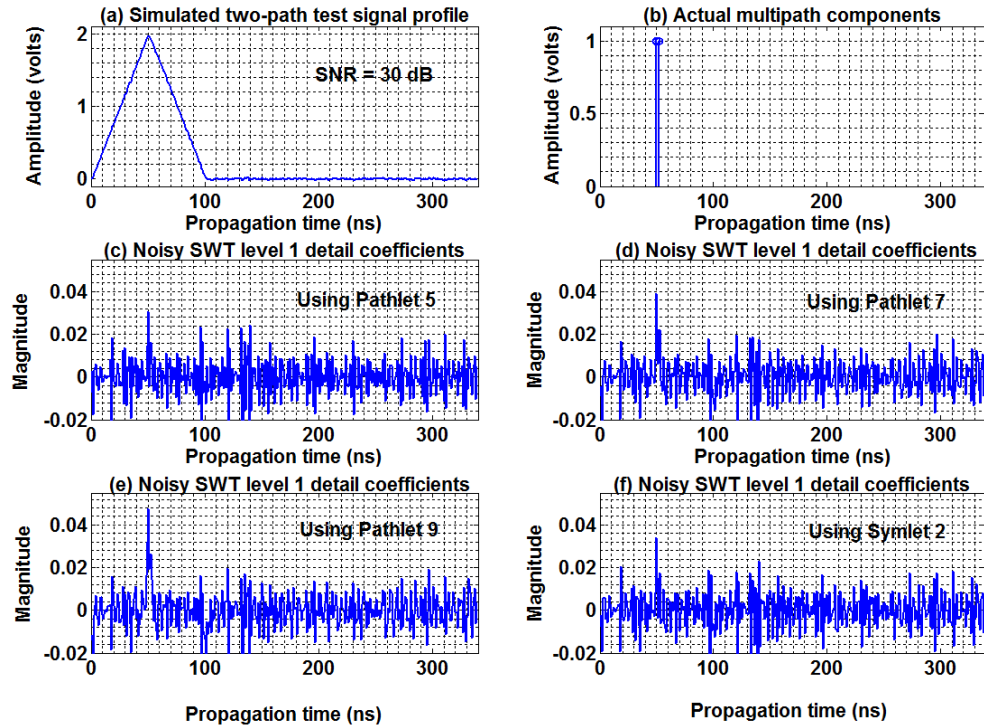 (a) Simulated two-path test signal profile
2
1
0
Amplitude (volts)
SNR = 30 dB
0 100 200 300
Propagation time (ns)
(b) Actual multipath components
1
0.5
0
Amplitude (volts)
0 100 200 300
Propagation time (ns)
(c) Noisy SWT level 1 detail coefficients
0.04
0.02
0
-0.02
Magnitude
Using Pathlet 5
0 100 200 300
Propagation time (ns)
(d) Noisy SWT level 1 detail coefficients
0.04
0.02
0
-0.02
Magnitude
Using Pathlet 7
0 100 200 300
Propagation time (ns)
(e) Noisy SWT level 1 detail coefficients
0.04
0.02
0
-0.02
Magnitude
Using Pathlet 9
0 100 200 300
Propagation time (ns)
(f) Noisy SWT level 1 detail coefficients
0.04
0.02
0
-0.02
Magnitude
Using Symlet 2
0 100 200 300
Propagation time (ns)